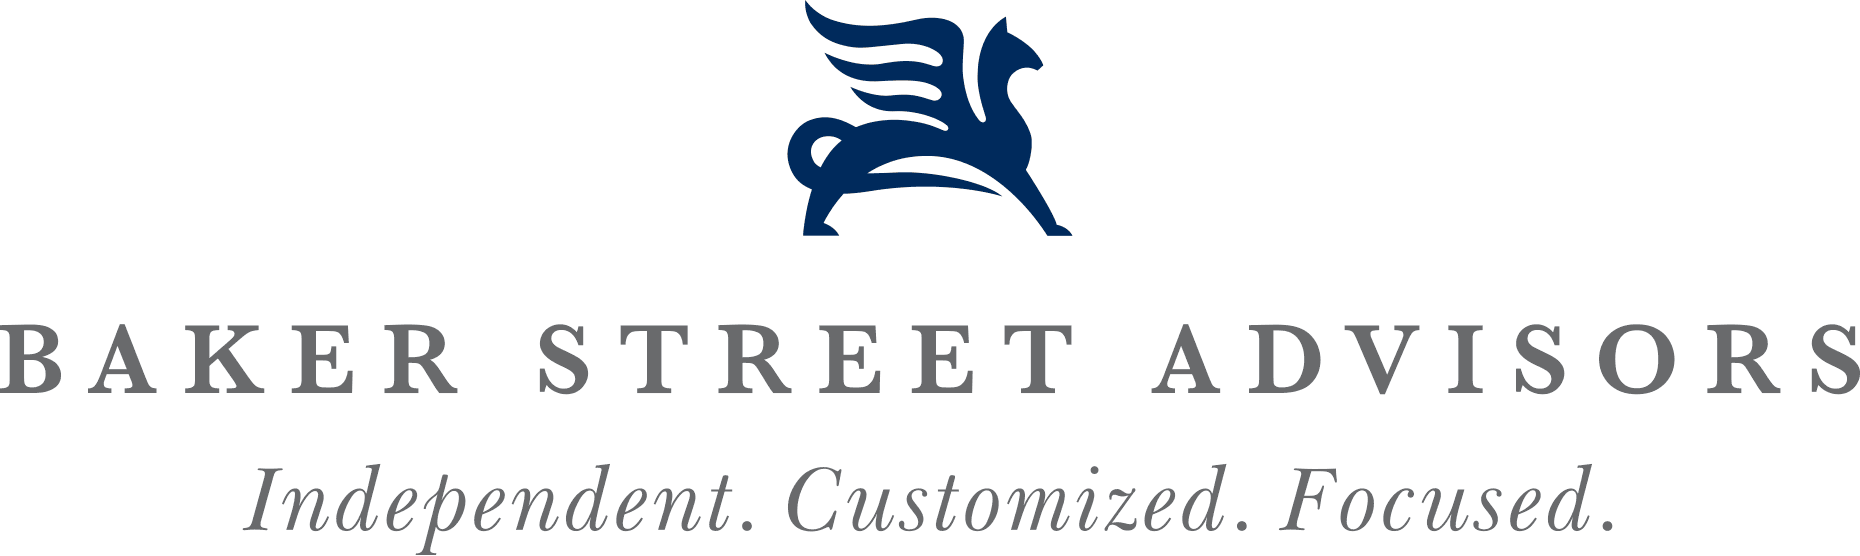 BAKER STREET ADVISORS
Independent. Customized. Focused.